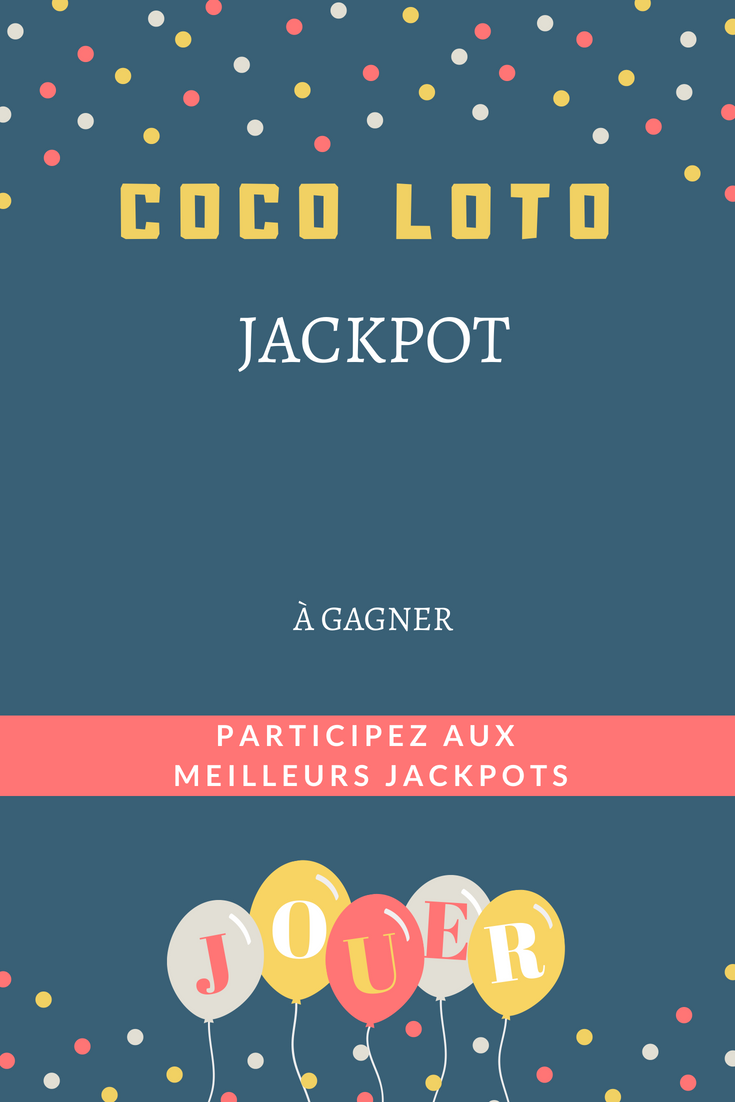 COCO LOTO
JACKPOT
À GAGNER
PARTICIPEZ AUX
MEILLEURS JACKPOTS
JOUER